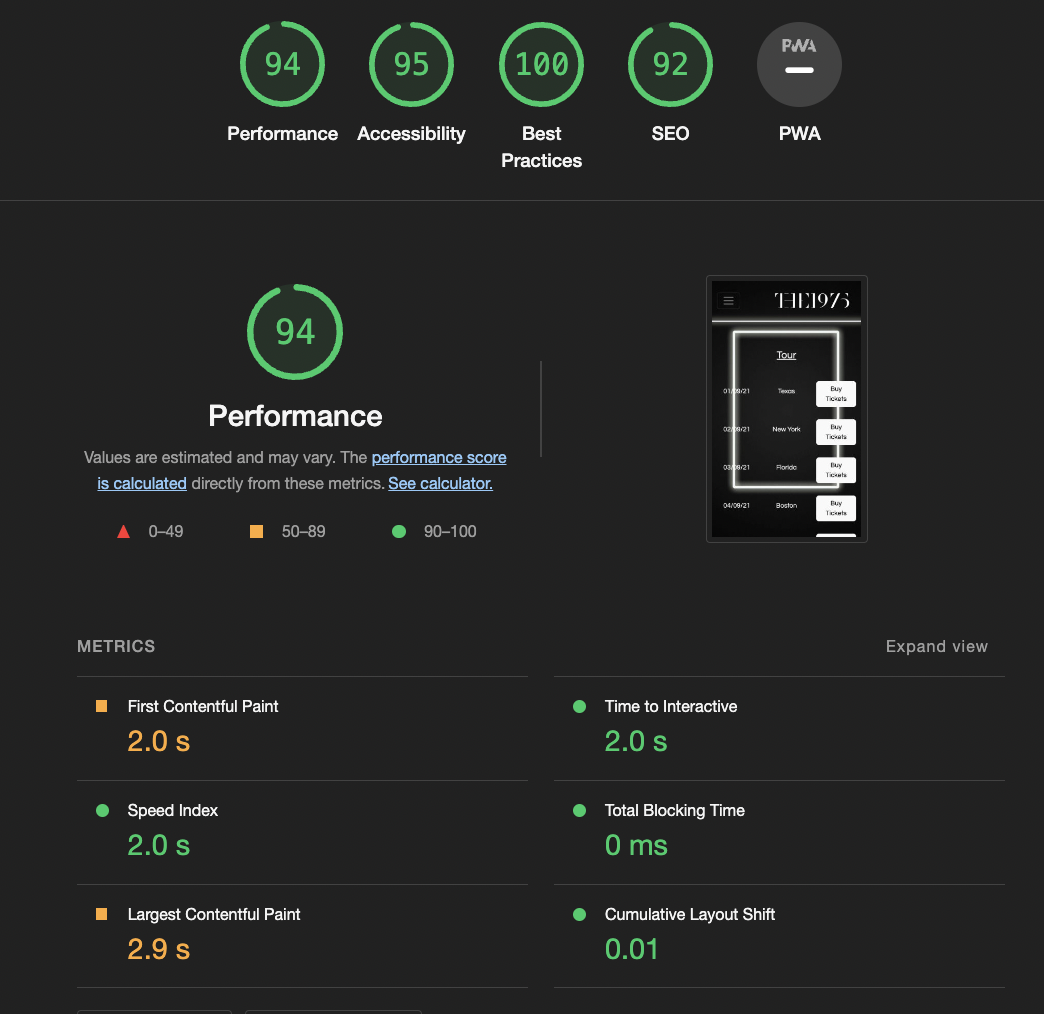 94
95
100
92
PWA
Performance
Accessibility
Best
Practices
SEO
PWA
94
Performance
Values are estimated and may vary. The performance score
is calculated directly from these metrics. See calculator.
0–49
50–89
90–100
THE1975
Tour
01/09/21 Texas Buy
Tickets
02/09/21 New York Buy
Tickets
03/09/21 Florida Buy
Tickets
04/09/21 Boston Buy
Tickets
METRICS
Expand view
First Contentful Paint
2.0 s
Time to Interactive
2.0 s
Speed Index
2.0 s
Total Blocking Time
0 ms
Largest Contentful Paint
2.9 s
Cumulative Layout Shift
0.01